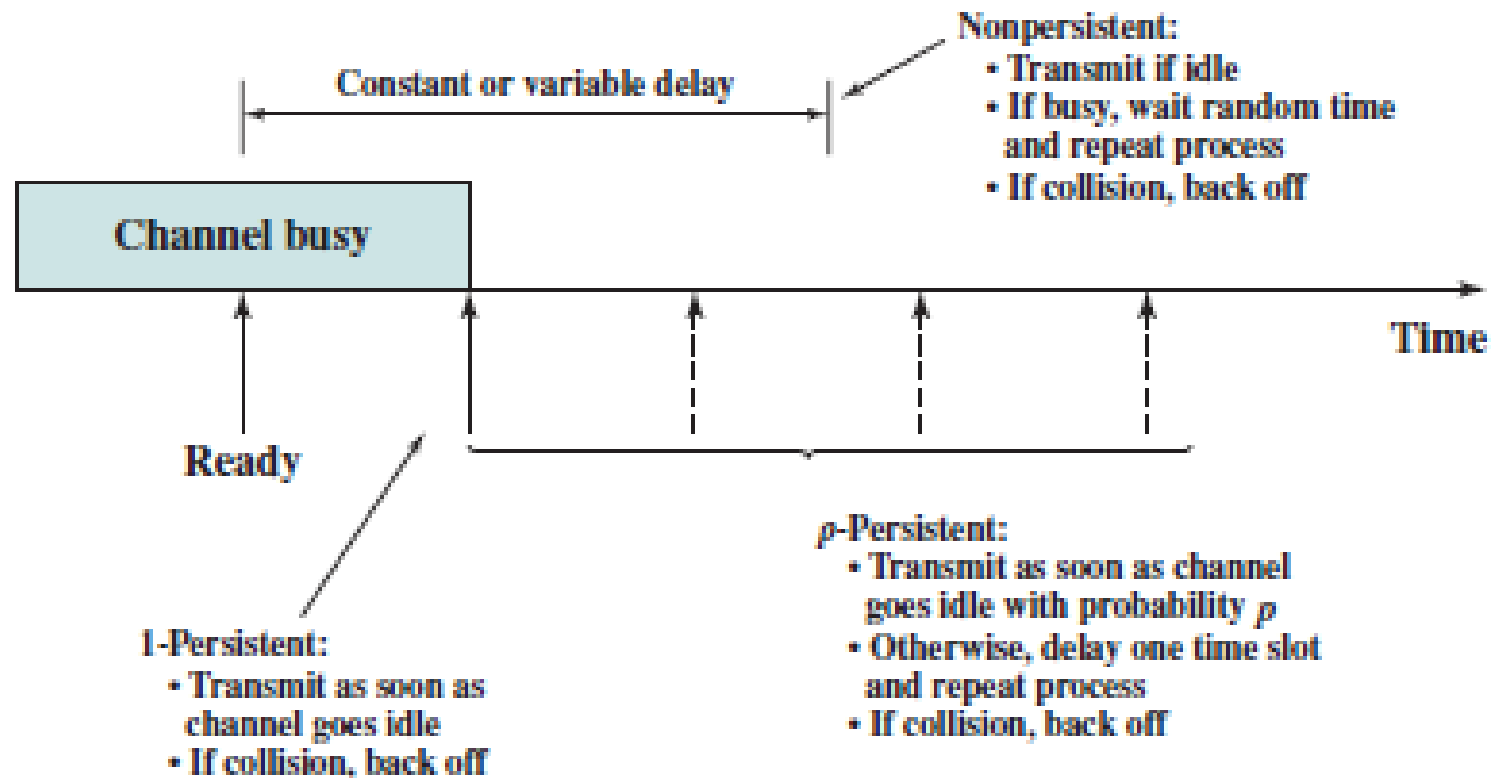 Nonpersistent:
• Transmit if idle
• If busy, wait random time
and repeat process
• If collision, back off
Constant or variable delay
Channel busy
Time
Ready
1-Persistent:
• Transmit as soon as
channel goes idle
• If collision, back off
p-Persistent:
• Transmit as soon as channel
goes idle with probability p
• Otherwise, delay one time slot
and repeat process
• If collision, back off